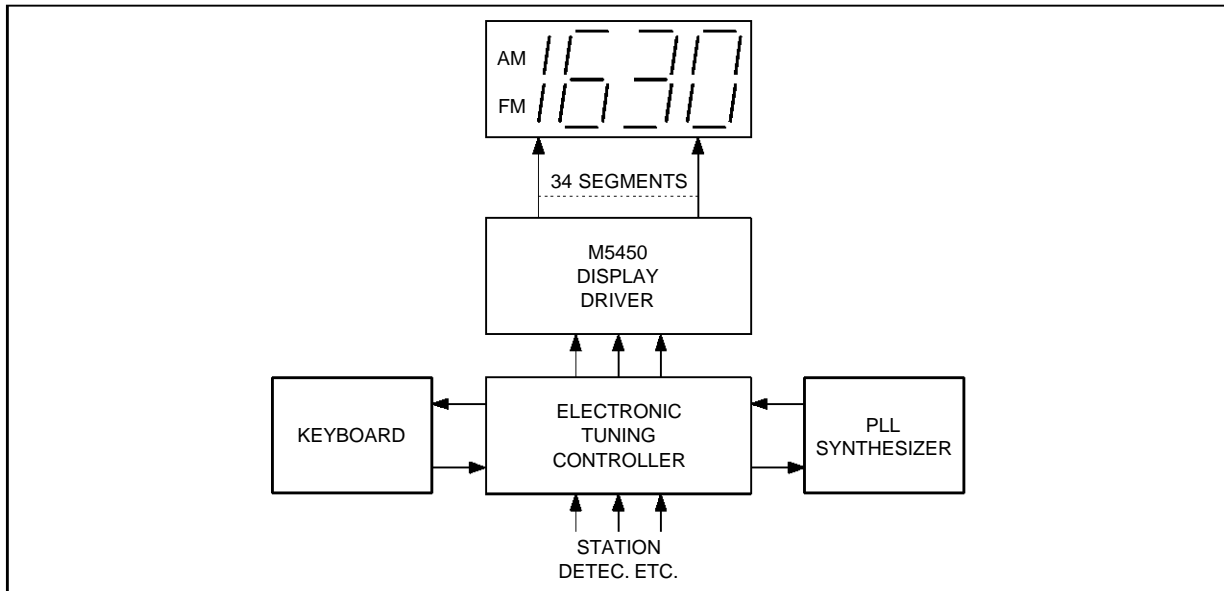 AM
FM
1630
34 SEGMENTS
M5450
DISPLAY
DRIVER
KEYBOARD
ELECTRONIC
TUNING
CONTROLLER
PLL
SYNTHESIZER
STATION
DETEC. ETC.